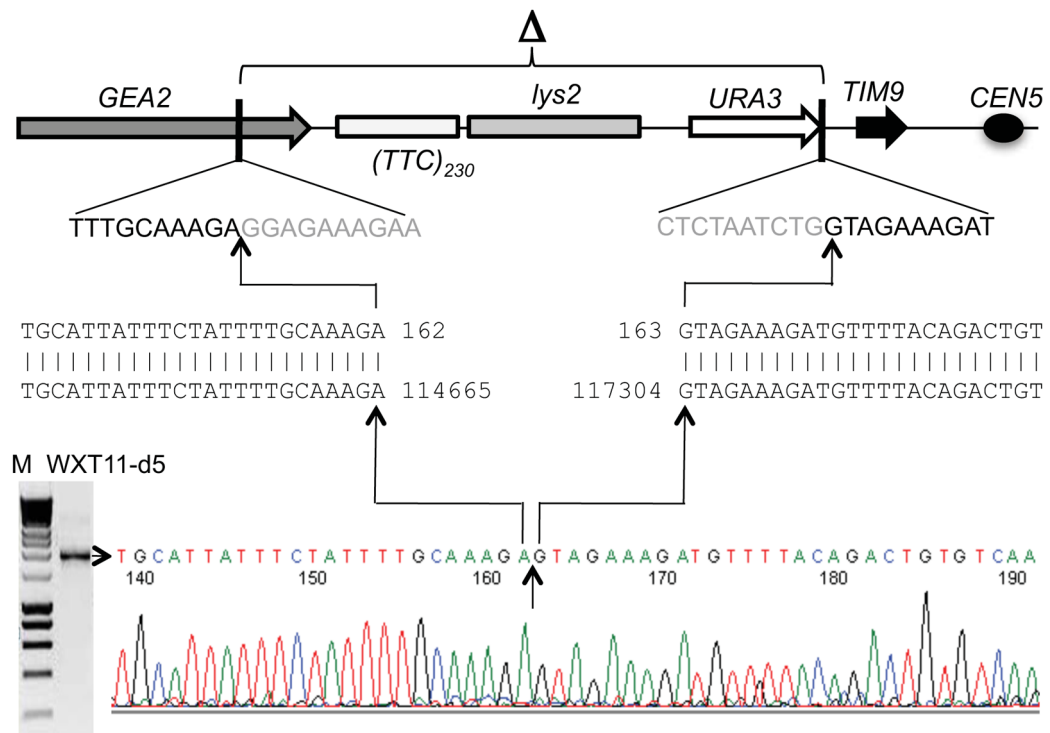 Δ
GEA2
lys2
URA3
TIM9
CEN5
(TTC)230
TTTGCAAAGAGGAGAAAGAA
CTCTAATCTGGTAGAAAGAT
TGCATTATTTCTATTTTGCAAAGA 162
163 GTAGAAAGATGTTTTACAGACTGT
TGCATTATTTCTATTTTGCAAAGA 114665
117304 GTAGAAAGATGTTTTACAGACTGT
M WXT11-d5
TGCATTATTTCTATTTTGCAAAGAGTAGAAAGATGTTTTACAGACTGTGTCAA
140 150 160 170 180 190